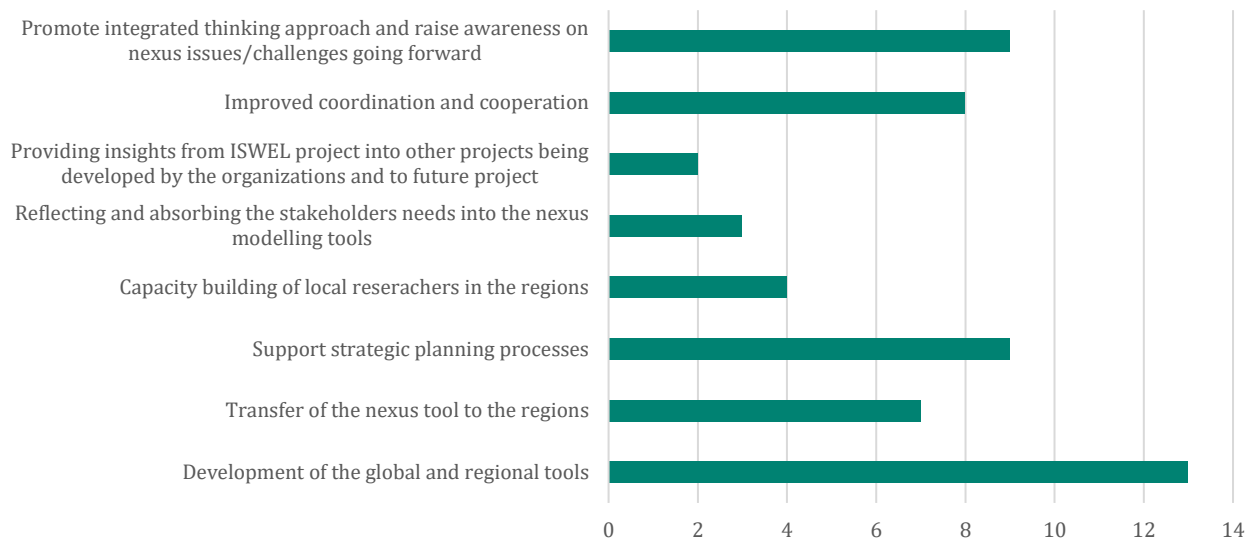 Promote integrated thinking approach and raise awareness on
nexus issues/challenges going forward
Improved coordination and cooperation
Providing insights from ISWEL project into other projects being
developed by the organizations and to future project
Reflecting and absorbing the stakeholders needs into the nexus
modelling tools
Capacity building of local reserachers in the regions
Support strategic planning processes
Transfer of the nexus tool to the regions
Development of the global and regional tools
0 2 4 6 8 10 12 14